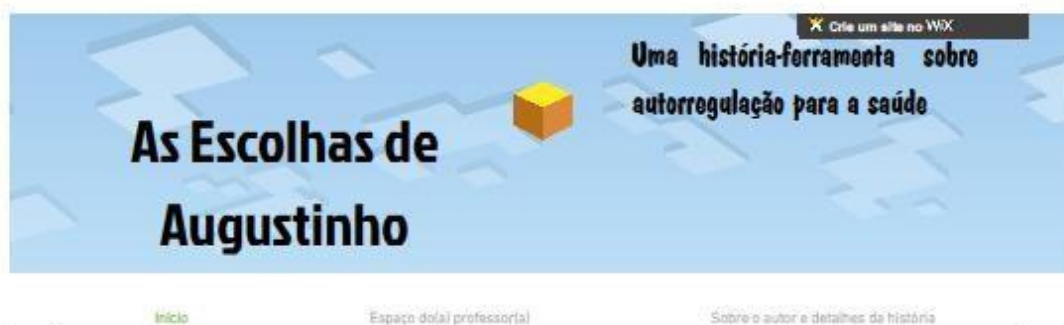 Crie um site no WiX
Uma história-ferramenta sobre
autorregulação para a saúde
As Escolhas de
Augustinho
Início
Espaço do(a) professor(a)
Sobre o autor e detalhes da história